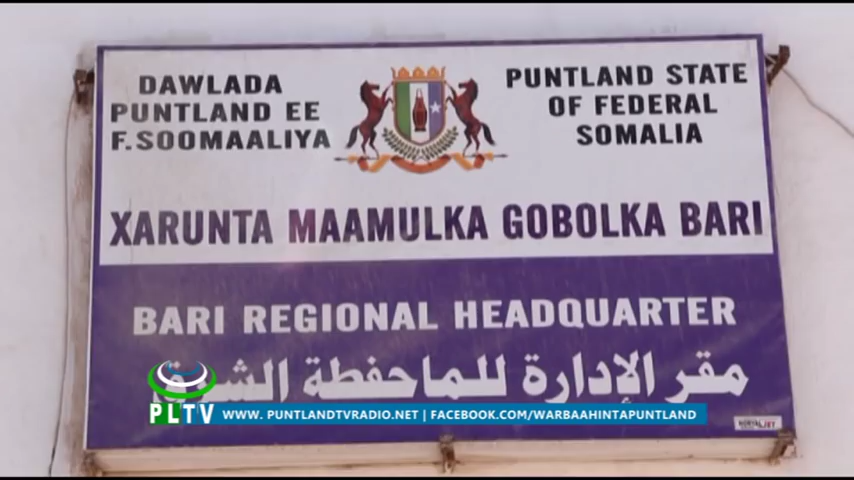 DAWLADA
PUNTLAND EE
F.SOOMAALIYA
PUNTLAND STATE
OF FEDERAL
SOMALIA
XARUNTA MAAMULKA GOBOLKA BARI
BARI REGIONAL HEADQUARTER
مقر الإدارة للماحفظة
PLTV
WWW. PUNTLANDTVRADIO.NET | FACEBOOK.COM/WARBAAHINTAPUNTLAND